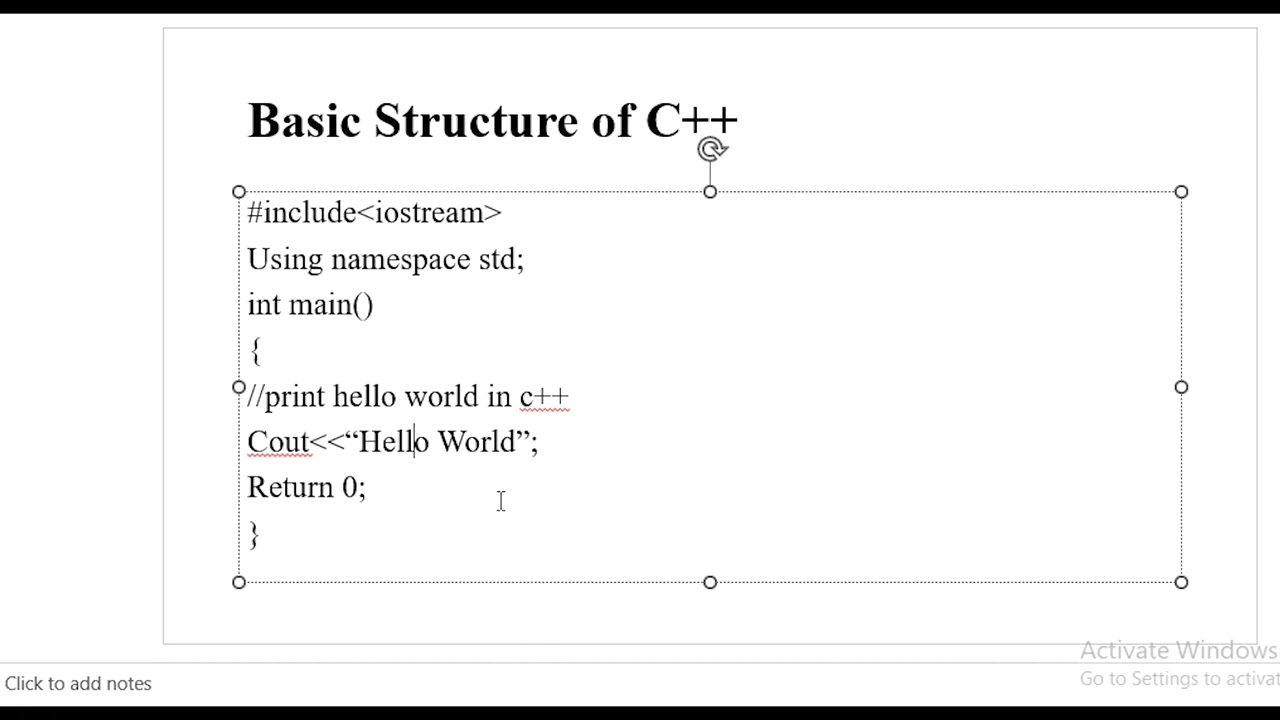 Basic Structure of C++
#include<iostream>
Using namespace std;
int main()
{
//print hello world in c++
Cout<<“Hello World”;
Return 0;
}
Activate Windows
Go to Settings to activat
Click to add notes